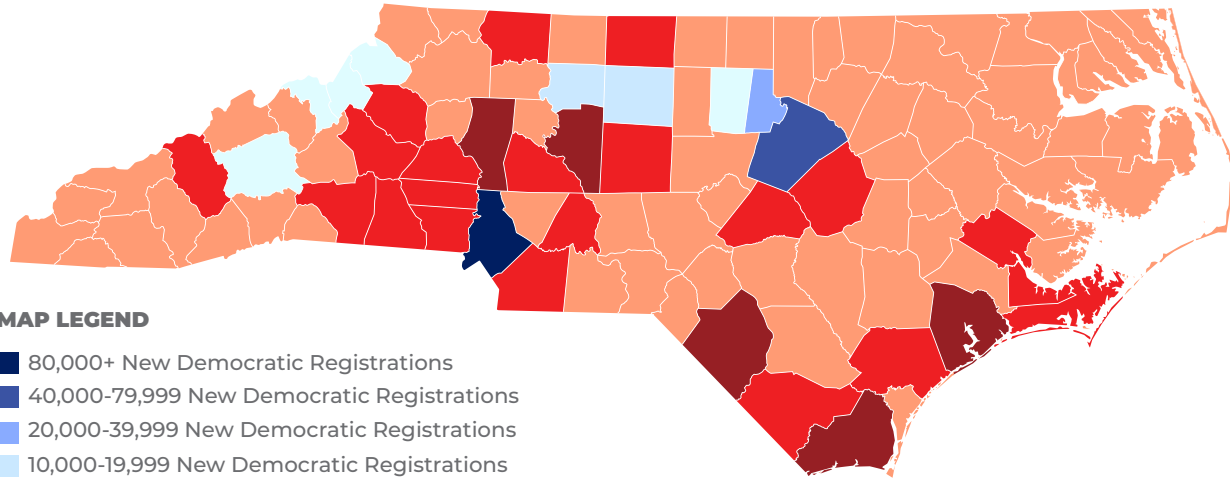 MAP LEGEND
80,000+ New Democratic Registrations
40,000-79,999 New Democratic Registrations
20,000-39,999 New Democratic Registrations
10,000-19,999 New Democratic Registrations